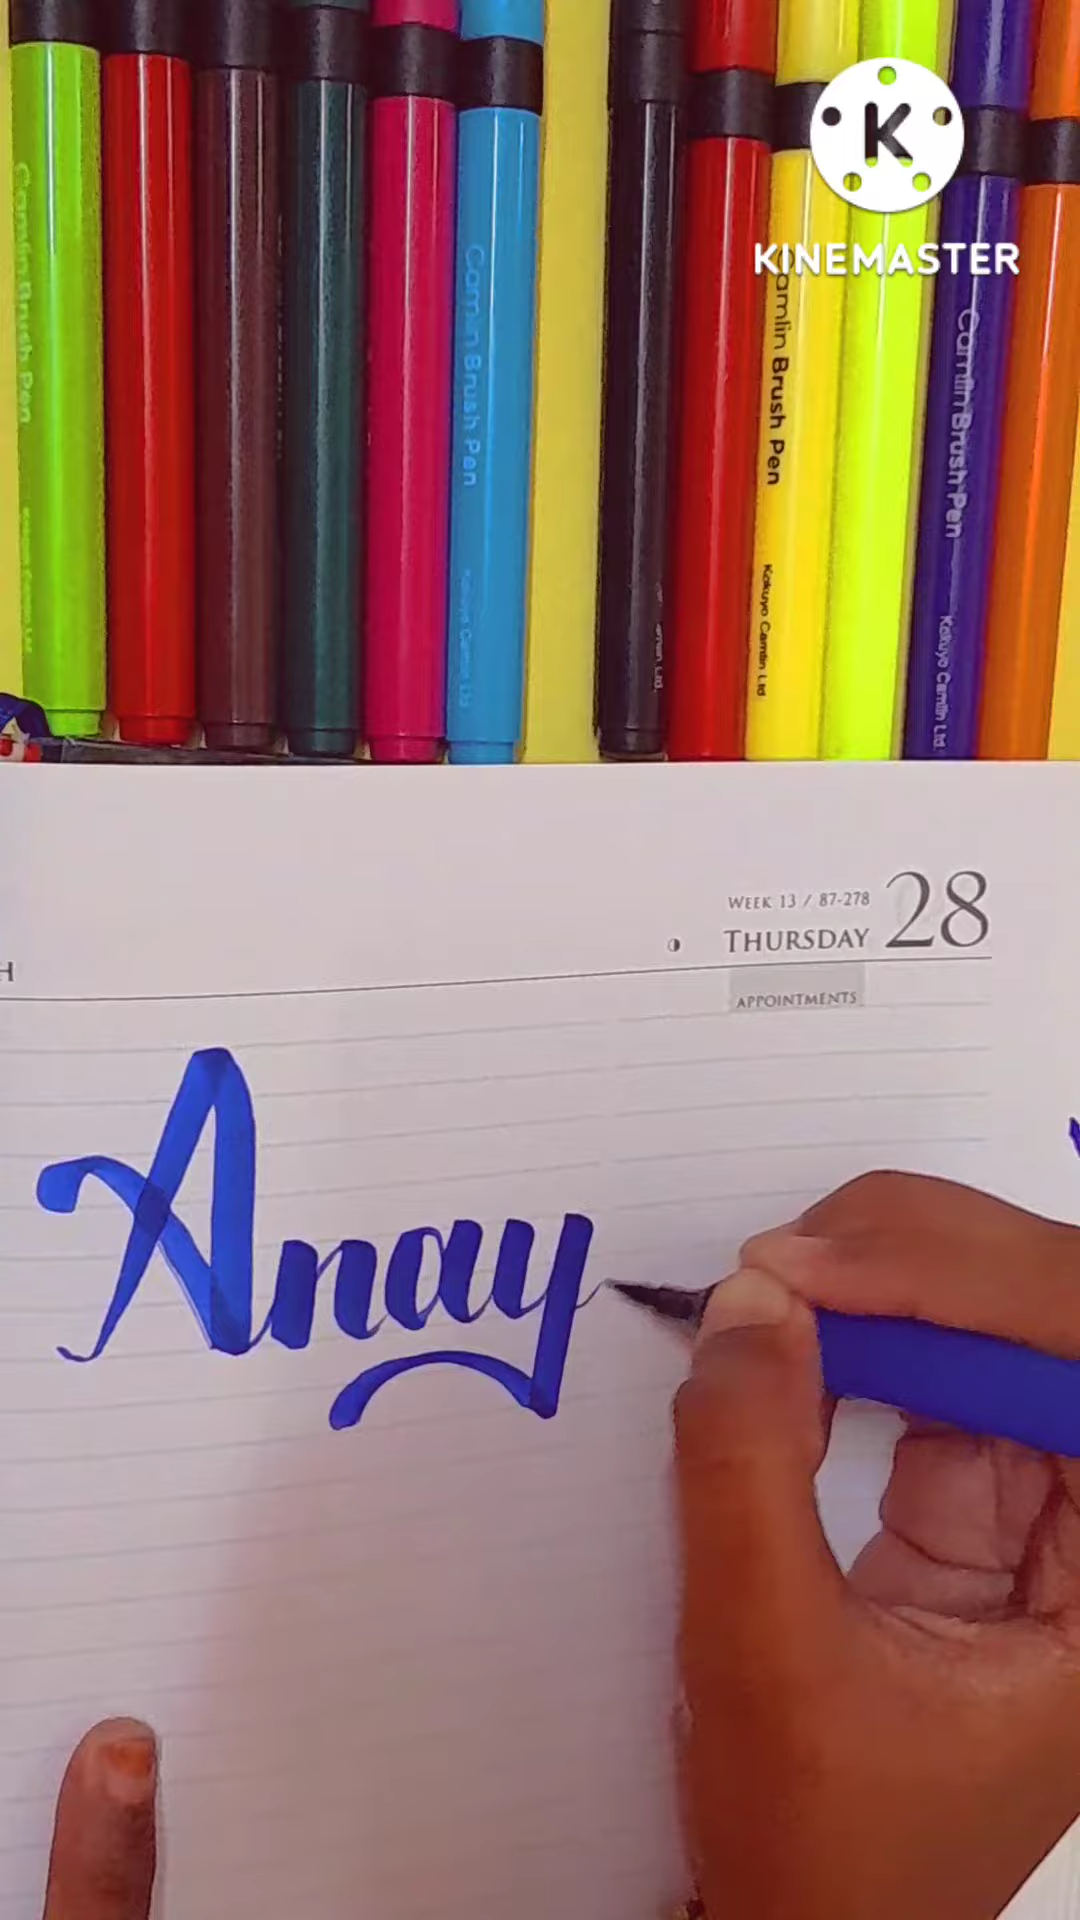 K
KINEMASTER
Camlin Brush Pen
Camlin Brush Pen
Camlin Brush Pen
Kokuyo Camlin Ltd.
Camlin Brush Pen
Kokuyo Camlin Ltd.
WEEK 13 / 87-278
THURSDAY 28
H
APPOINTMENTS
Anay